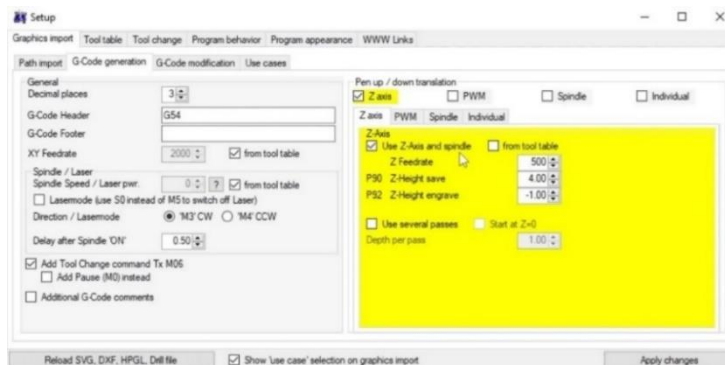 Setup
Graphics import Tool table Tool change Program behavior Program appearance WWW Links
Path import G-Code generation G-Code modification Use cases
General
Decimal places 3
G-Code Header G54
G-Code Footer
XY Feedrate 2000 from tool table
Spindle / Laser
Spindle Speed / Laser pwr. 0 ? from tool table
Lasermode (use S0 instead of M5 to switch off Laser)
Direction / Lasermode 'M3' CW 'M4' CCW
Delay after Spindle 'ON' 0.50
Add Tool Change command Tx M06
Add Pause (M0) instead
Additional G-Code comments
Pen up / down translation
Z axis PWM Spindle Individual
Z axis PWM Spindle Individual
Z-Axis
Use Z-Axis and spindle from tool table
Z Feedrate 500
P90 Z-Height save 4.00
P92 Z-Height engrave -1.00
Use several passes Start at Z=0
Depth per pass 1.00
Reload SVG, DXF, HPGL, Drill file Show 'use case' selection on graphics import Apply changes